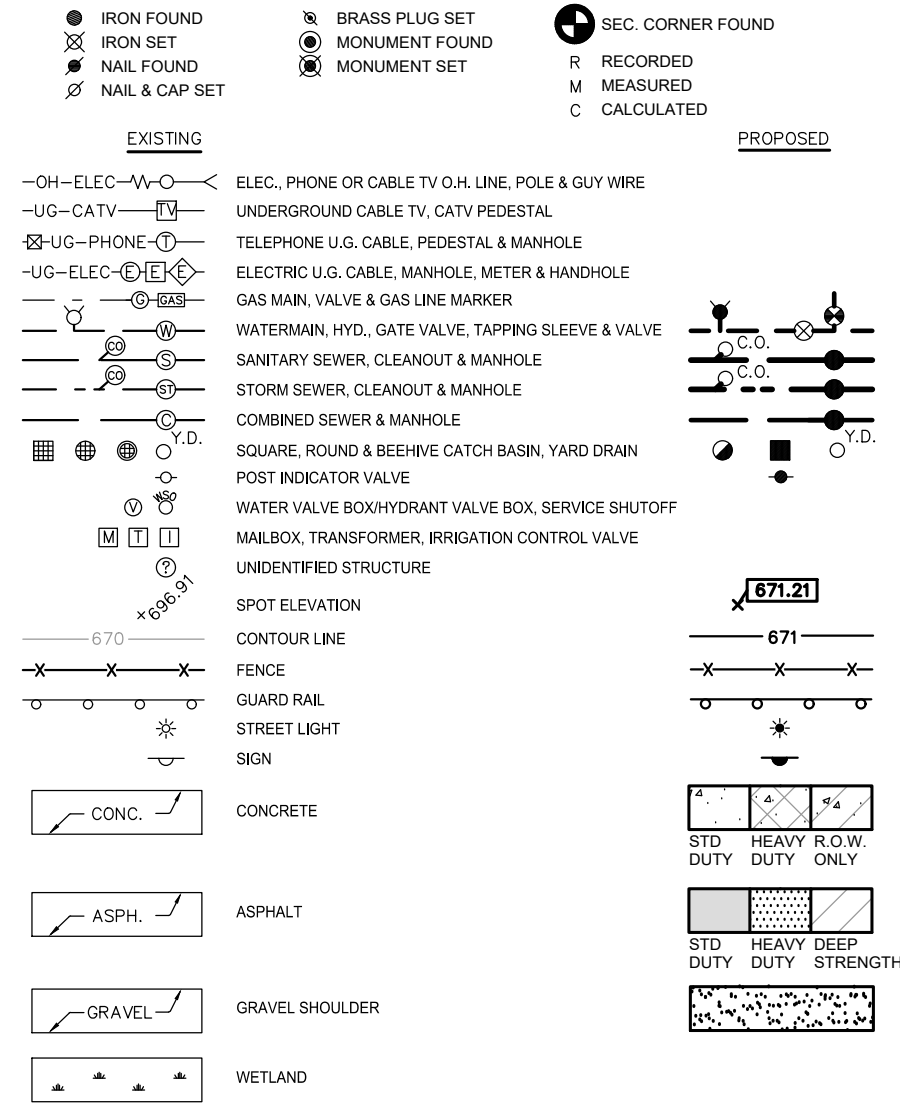 IRON FOUND
IRON SET
NAIL FOUND
NAIL & CAP SET
BRASS PLUG SET
MONUMENT FOUND
MONUMENT SET
SEC. CORNER FOUND
R RECORDED
M MEASURED
C CALCULATED
EXISTING
PROPOSED
OH-ELEC ELEC., PHONE OR CABLE TV O.H. LINE, POLE & GUY WIRE
UG-CATV TV UNDERGROUND CABLE TV, CATV PEDESTAL
UG-PHONE T TELEPHONE U.G. CABLE, PEDESTAL & MANHOLE
UG-ELEC E E E ELECTRIC U.G. CABLE, MANHOLE, METER & HANDHOLE
G GAS GAS MAIN, VALVE & GAS LINE MARKER
W WATERMAIN, HYD., GATE VALVE, TAPPING SLEEVE & VALVE
CO S SANITARY SEWER, CLEANOUT & MANHOLE C.O.
CO ST STORM SEWER, CLEANOUT & MANHOLE C.O.
C COMBINED SEWER & MANHOLE
Y.D. SQUARE, ROUND & BEEHIVE CATCH BASIN, YARD DRAIN Y.D.
POST INDICATOR VALVE
V WSO WATER VALVE BOX/HYDRANT VALVE BOX, SERVICE SHUTOFF
M T I MAILBOX, TRANSFORMER, IRRIGATION CONTROL VALVE
? UNIDENTIFIED STRUCTURE
+696.91 SPOT ELEVATION 671.21
670 CONTOUR LINE 671
FENCE
GUARD RAIL
STREET LIGHT
SIGN
CONC. CONCRETE
STD DUTY
HEAVY DUTY
R.O.W. ONLY
ASPH. ASPHALT
STD DUTY
HEAVY DUTY
DEEP STRENGTH
GRAVEL GRAVEL SHOULDER
WETLAND